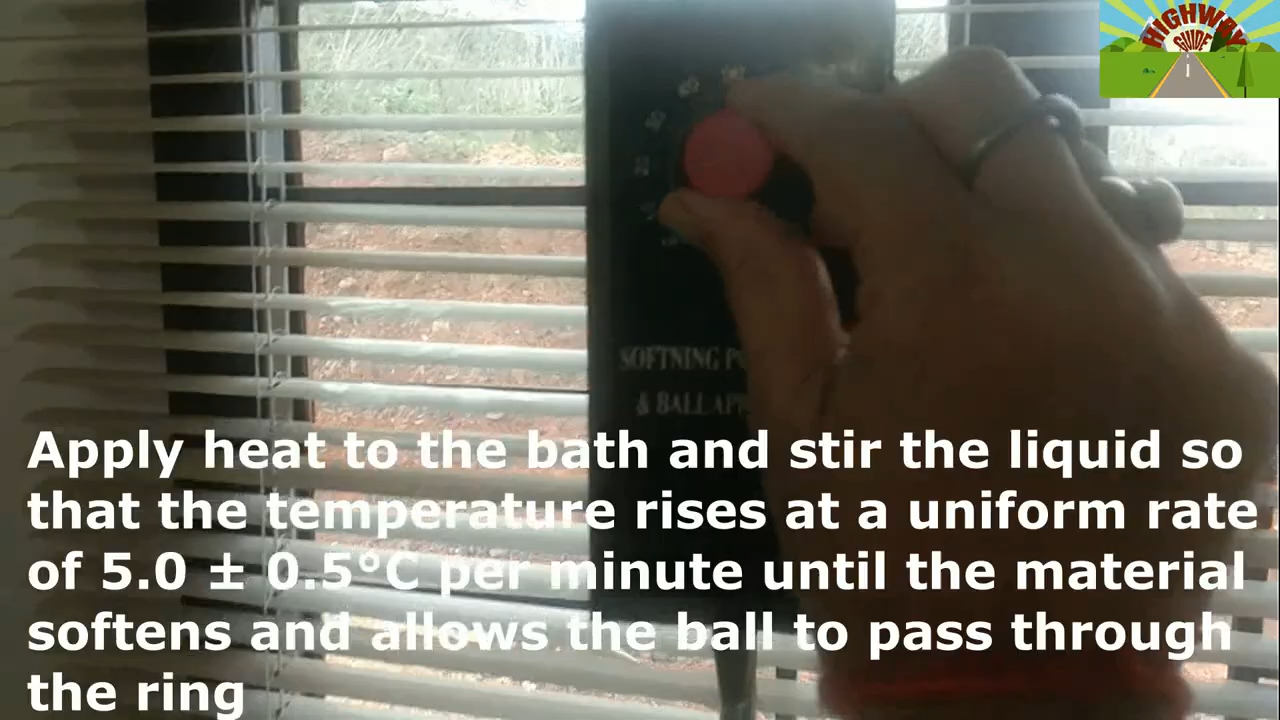 HIGHWAY
GUIDE
SOFTNING
& BALL
Apply heat to the bath and stir the liquid so
that the temperature rises at a uniform rate
of 5.0 ± 0.5°C per minute until the material
softens and allows the ball to pass through
the ring